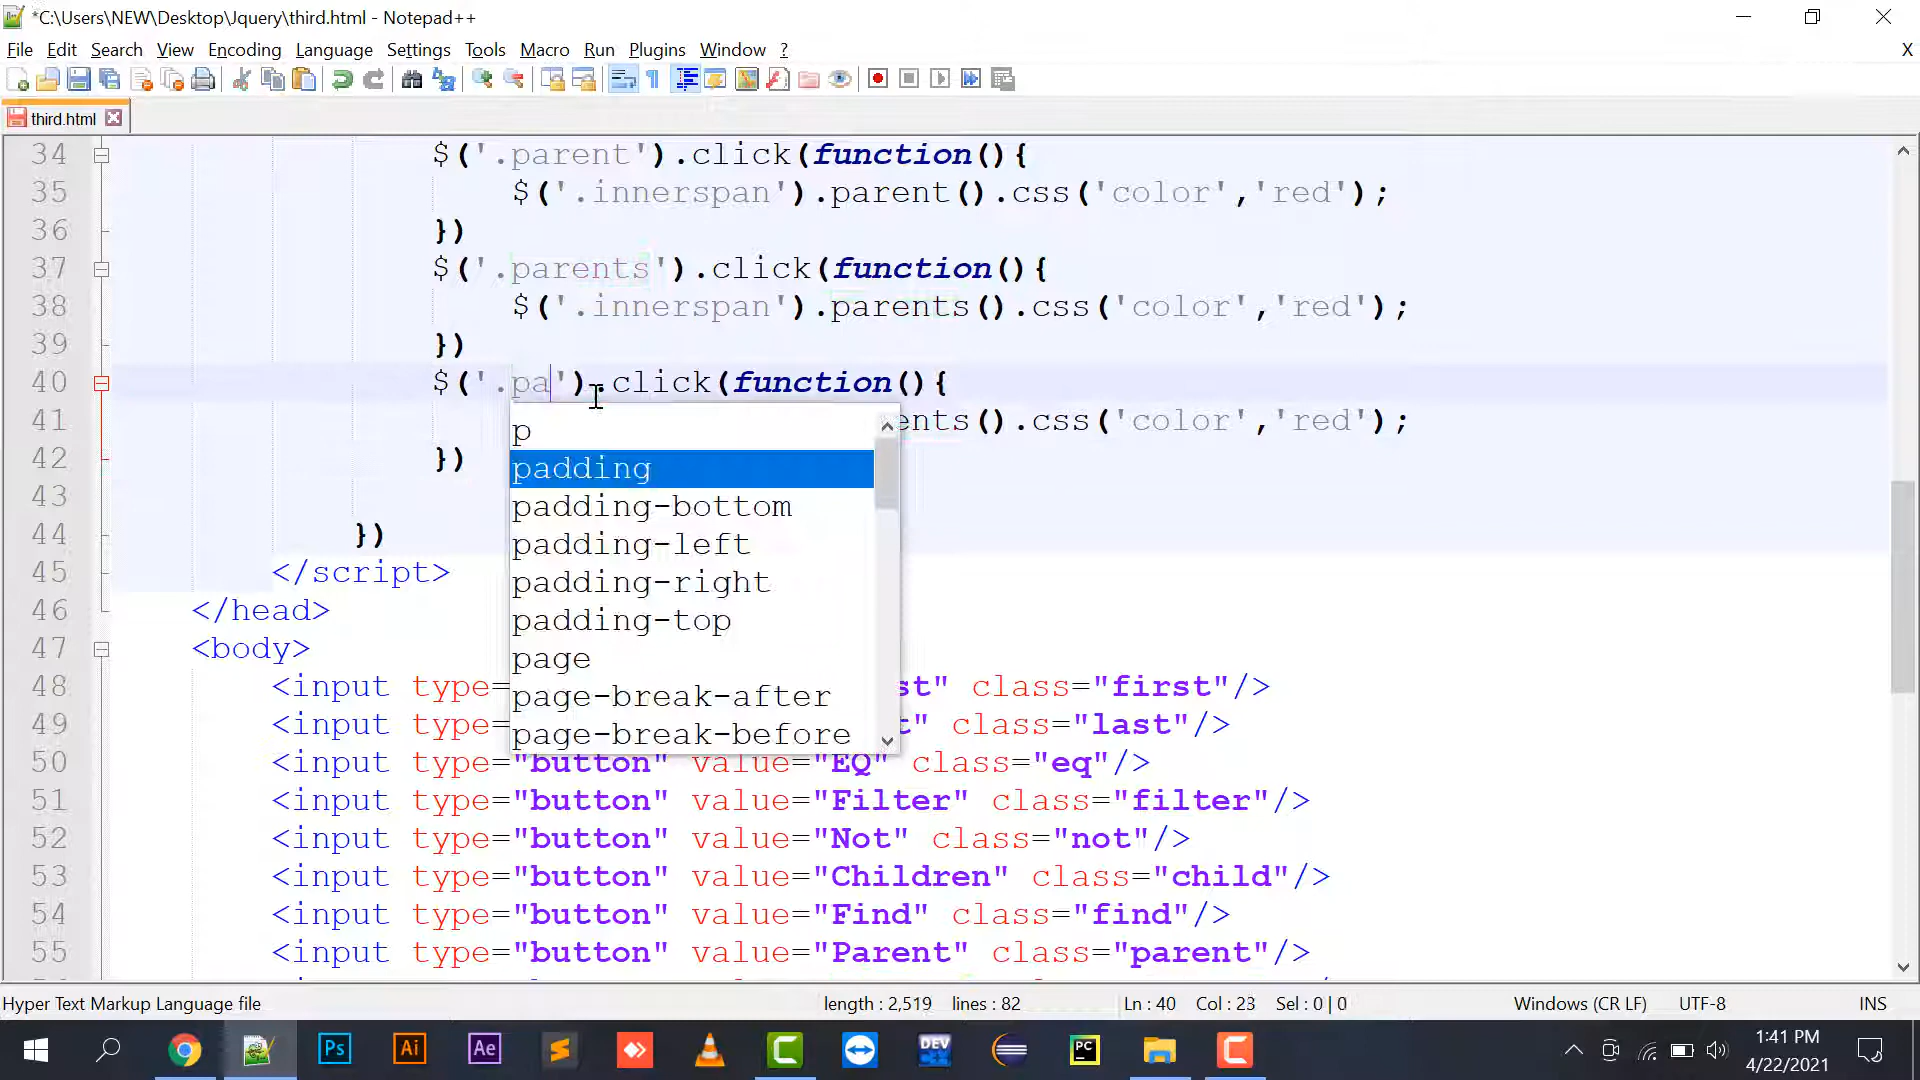 *C:\Users\NEW\Desktop\Jquery\third.html - Notepad++
File Edit Search View Encoding Language Settings Tools Macro Run Plugins Window ? X
third.html
34 $('.parent').click(function(){
35 $('.innerspan').parent().css('color','red');
36 })
37 $('.parents').click(function(){
38 $('.innerspan').parents().css('color','red');
39 })
40 $('.pa').click(function(){
41 ents().css('color','red');
42 })
43
44 })
45 </script>
46 </head>
47 <body>
48 <input type= st" class="first"/>
49 <input type= t" class="last"/>
50 <input type="button" value="EQ" class="eq"/>
51 <input type="button" value="Filter" class="filter"/>
52 <input type="button" value="Not" class="not"/>
53 <input type="button" value="Children" class="child"/>
54 <input type="button" value="Find" class="find"/>
55 <input type="button" value="Parent" class="parent"/>
p
padding
padding-bottom
padding-left
padding-right
padding-top
page
page-break-after
page-break-before
Hyper Text Markup Language file length : 2,519 lines : 82 Ln : 40 Col : 23 Sel : 0 | 0 Windows (CR LF) UTF-8 INS
Ps Ai Ae DEV PC
1:41 PM
4/22/2021